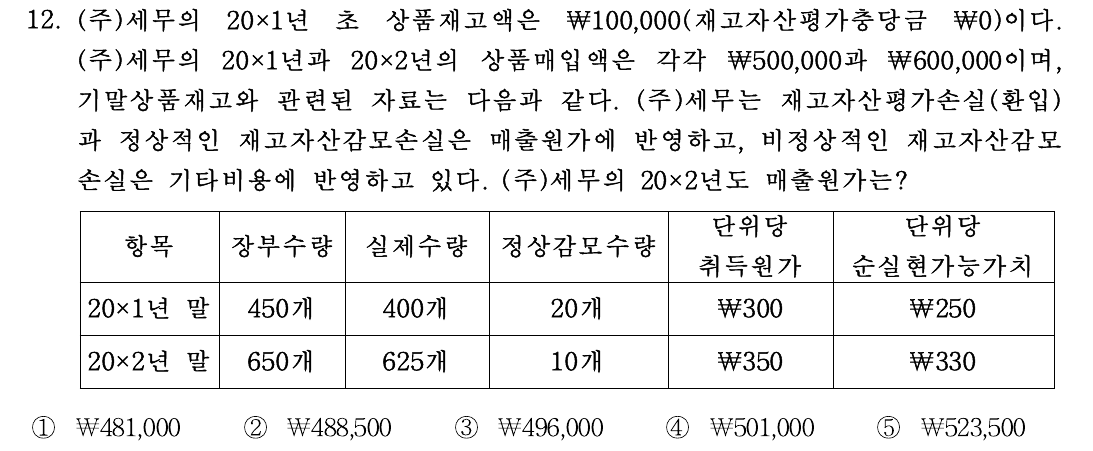 12. (주)세무의 20×1년 초 상품재고액은 ₩100,000(재고자산평가충당금 ₩0)이다.
(주)세무의 20×1년과 20×2년의 상품매입액은 각각 ₩500,000과 ₩600,000이며,
기말상품재고와 관련된 자료는 다음과 같다. (주)세무는 재고자산평가손실(환입)
과 정상적인 재고자산감모손실은 매출원가에 반영하고, 비정상적인 재고자산감모
손실은 기타비용에 반영하고 있다. (주)세무의 20×2년도 매출원가는?
항목 장부수량 실제수량 정상감모수량 단위당 취득원가 단위당 순실현가능가치
20×1년 말 450개 400개 20개 ₩300 ₩250
20×2년 말 650개 625개 10개 ₩350 ₩330
① ₩481,000 ② ₩488,500 ③ ₩496,000 ④ ₩501,000 ⑤ ₩523,500